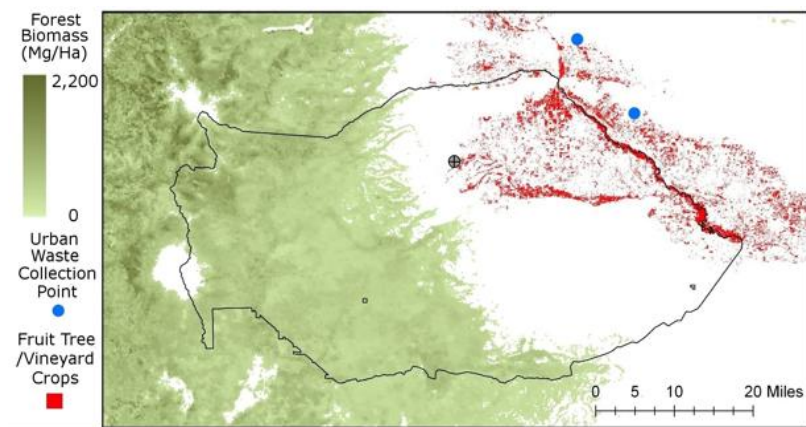 Forest
Biomass
(Mg/Ha)
2,200
0
Urban
Waste
Collection
Point
Fruit Tree
/Vineyard
Crops
0 5 10 20 Miles